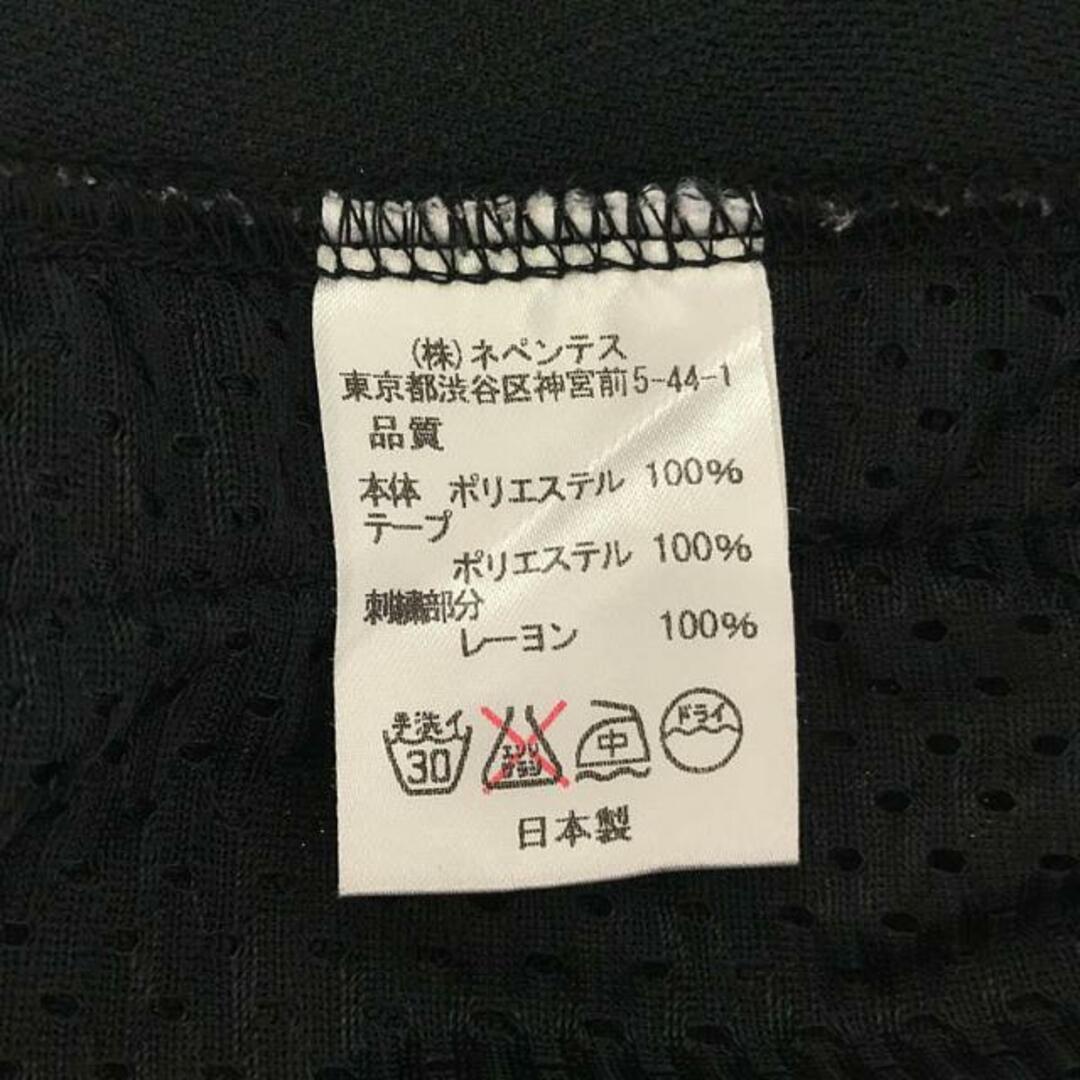 (株)ネペンテス
東京都渋谷区神宮前5-44-1
品質
本体 ポリエステル 100%
テープ
ポリエステル 100%
刺繍部分
レーヨン 100%
手洗イ 30
エンソ サラシ
中
ドライ
日本製